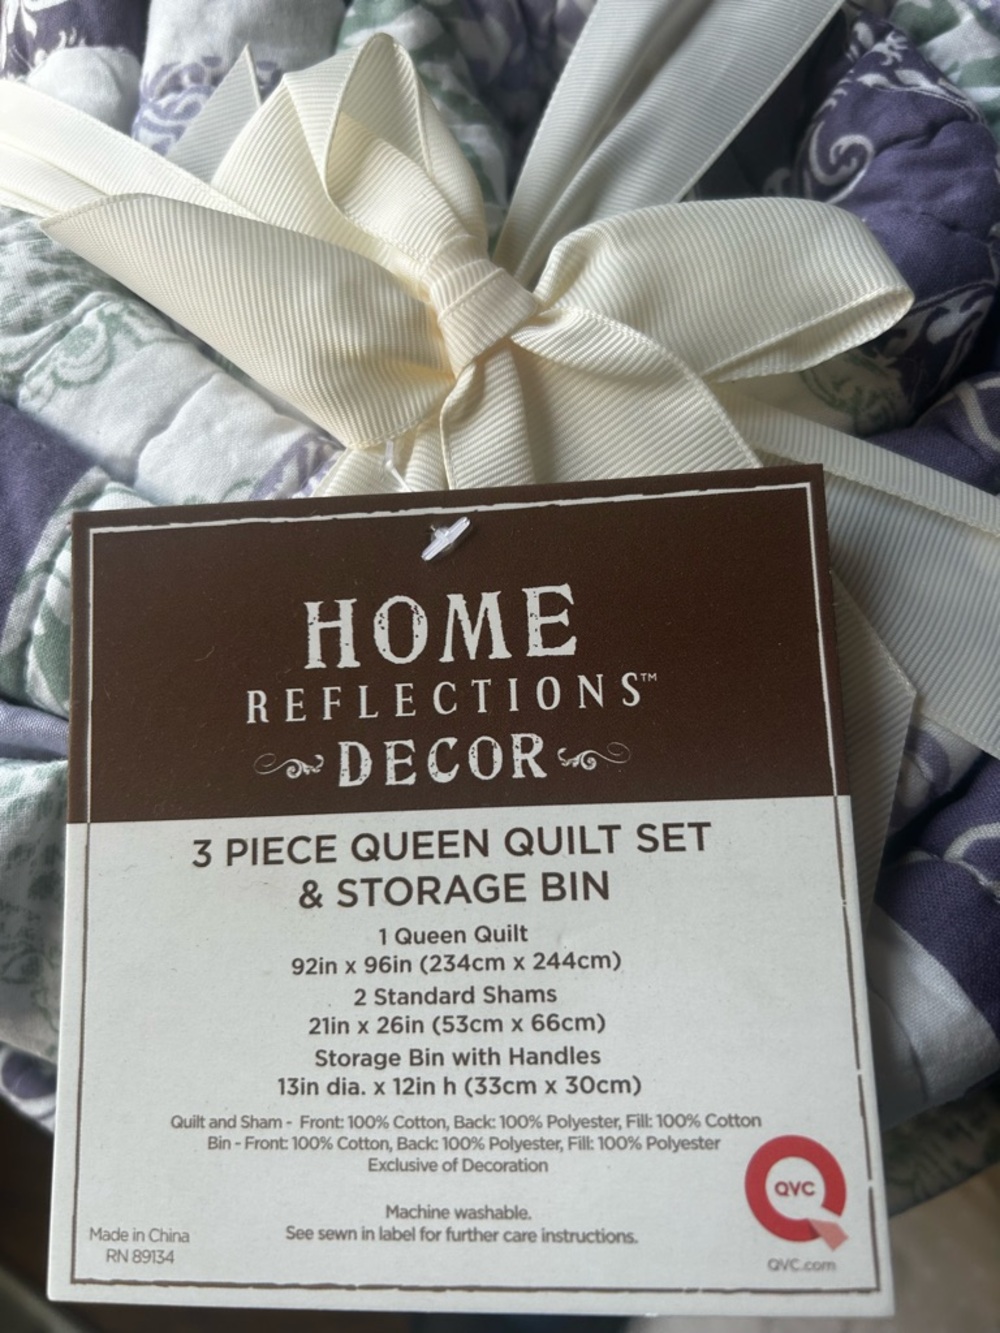 HOME
REFLECTIONS™
DECOR
3 PIECE QUEEN QUILT SET
& STORAGE BIN
1 Queen Quilt
92in x 96in (234cm x 244cm)
2 Standard Shams
21in x 26in (53cm x 66cm)
Storage Bin with Handles
13in dia. x 12in h (33cm x 30cm)
Quilt and Sham - Front: 100% Cotton, Back: 100% Polyester, Fill: 100% Cotton
Bin - Front: 100% Cotton, Back: 100% Polyester, Fill: 100% Polyester
Exclusive of Decoration
Machine washable.
See sewn in label for further care instructions.
Made in China
RN 89134
QVC
QVC.com